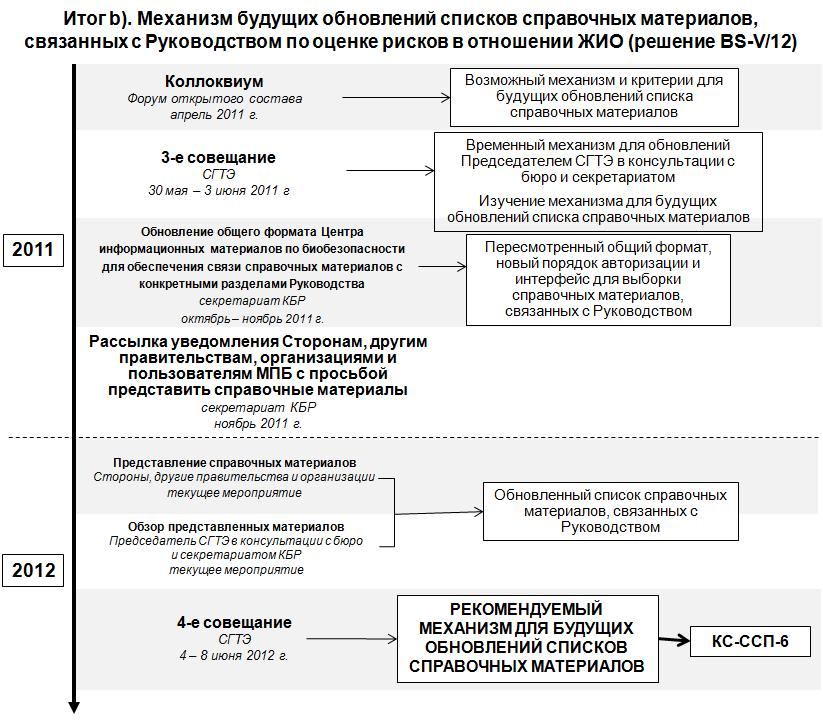 Итог b). Механизм будущих обновлений списков справочных материалов,
связанных с Руководством по оценке рисков в отношении ЖИО (решение BS-V/12)
Коллоквиум
Форум открытого состава
апрель 2011 г.
Возможный механизм и критерии для
будущих обновлений списка
справочных материалов
3-е совещание
СГТЭ
30 мая – 3 июня 2011 г
Временный механизм для обновлений
Председателем СГТЭ в консультации с
бюро и секретариатом
Изучение механизма для будущих
обновлений списка справочных материалов
2011
Обновление общего формата Центра
информационных материалов по биобезопасности
для обеспечения связи справочных материалов с
конкретными разделами Руководства
секретариат КБР
октябрь – ноябрь 2011 г.
Пересмотренный общий формат,
новый порядок авторизации и
интерфейс для выборки
справочных материалов,
связанных с Руководством
Рассылка уведомления Сторонам, другим
правительствам, организациями и
пользователям МПБ с просьбой
представить справочные материалы
секретариат КБР
ноябрь 2011 г.
Представление справочных материалов
Стороны, другие правительства и организации
текущее мероприятие
Обновленный список справочных
материалов, связанных с
Руководством
Обзор представленных материалов
Председатель СГТЭ в консультации с бюро
и секретариатом КБР
текущее мероприятие
2012
4-е совещание
СГТЭ
4 – 8 июня 2012 г.
РЕКОМЕНДУЕМЫЙ
МЕХАНИЗМ ДЛЯ БУДУЩИХ
ОБНОВЛЕНИЙ СПИСКОВ
СПРАВОЧНЫХ МАТЕРИАЛОВ
КС-ССП-6